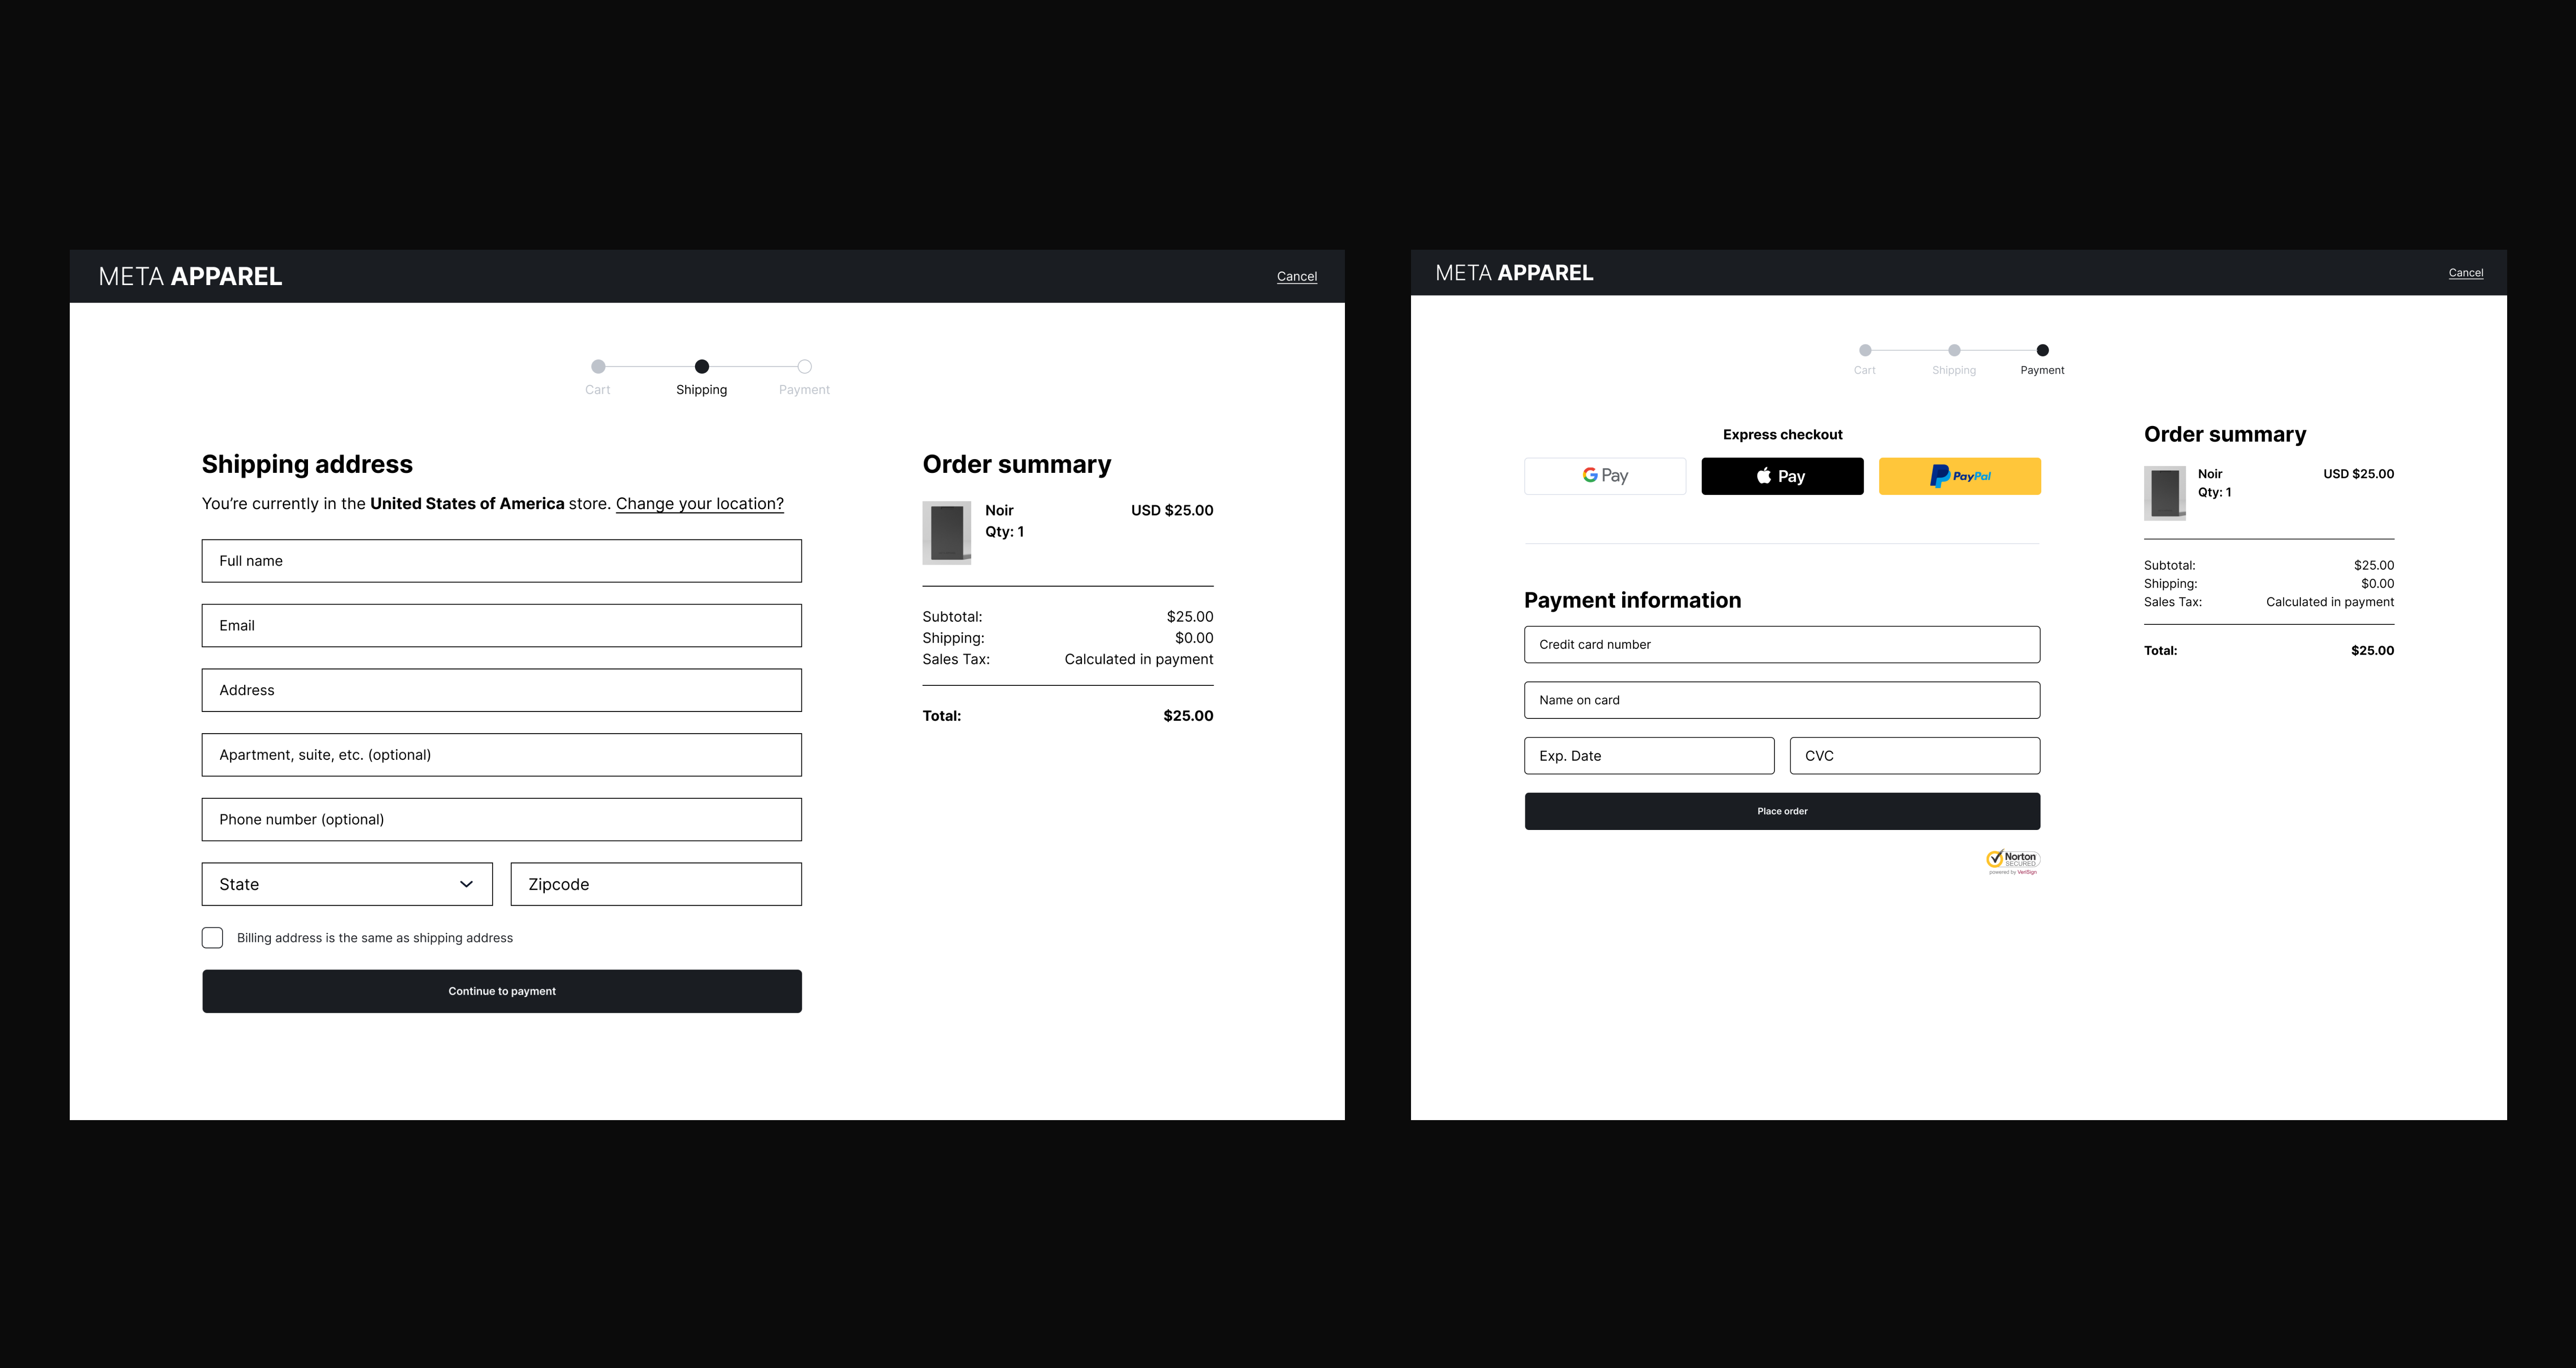 META APPAREL
Cancel
Cart
Shipping
Payment
Shipping address
You're currently in the United States of America store. Change your location?
Full name
Email
Address
Apartment, suite, etc. (optional)
Phone number (optional)
State
Zipcode
Billing address is the same as shipping address
Continue to payment
Order summary
Noir
USD $25.00
Qty: 1
Subtotal:
$25.00
Shipping:
$0.00
Sales Tax:
Calculated in payment
Total:
$25.00
META APPAREL
Cancel
Cart
Shipping
Payment
Express checkout
G Pay
Pay
PayPal
Payment information
Credit card number
Name on card
Exp. Date
CVC
Place order
Norton
SECURED
powered by VeriSign
Order summary
Noir
USD $25.00
Qty: 1
Subtotal:
$25.00
Shipping:
$0.00
Sales Tax:
Calculated in payment
Total:
$25.00